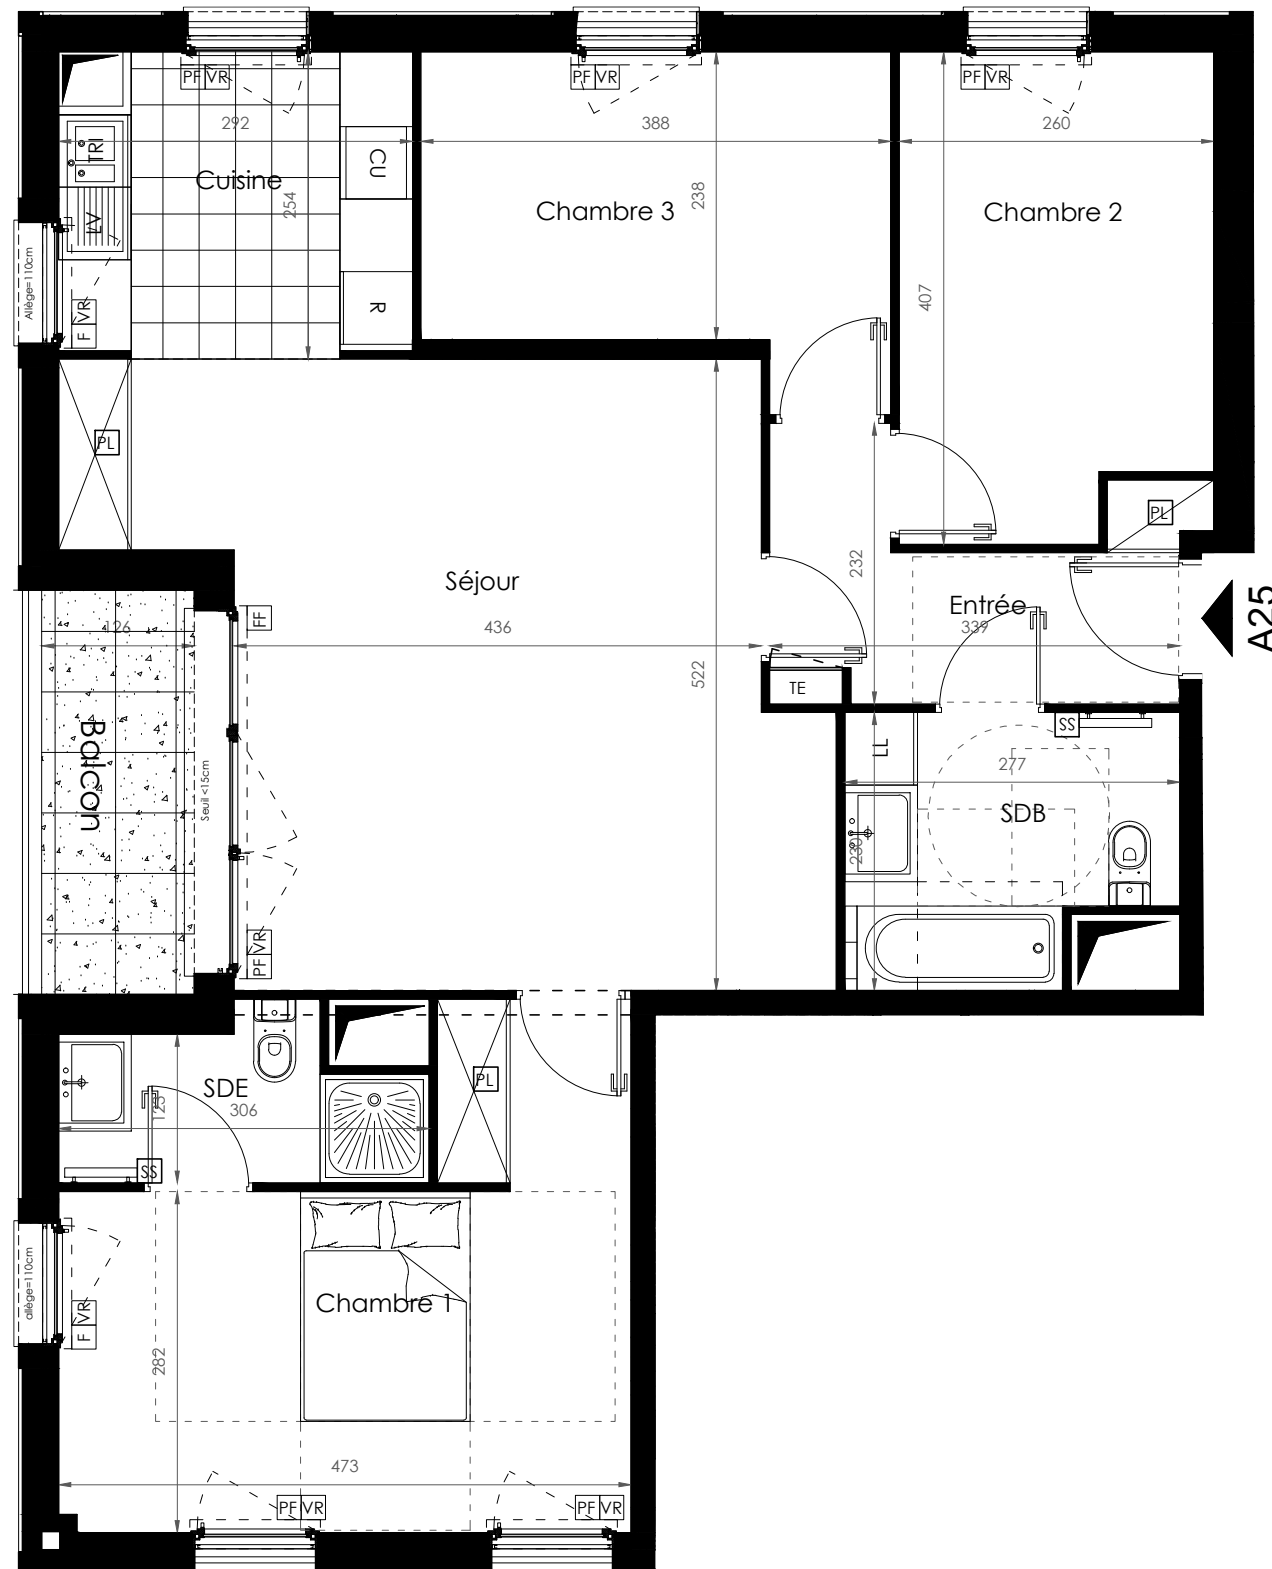 PF VR
PF VR
PF VR
292
388
260
TRI
Cuisine
CU
254
238
Chambre 3
Chambre 2
LV
Allège=110cm
F VR
R
407
PL
PL
Séjour
232
Entrée
A25
FF
126
436
339
522
TE
Balcon
Seuil <15cm
SS
LL
277
SDB
230
PF VR
PL
SDE
125
306
SS
allège=110cm
F VR
Chambre 1
282
473
PF VR
PF VR